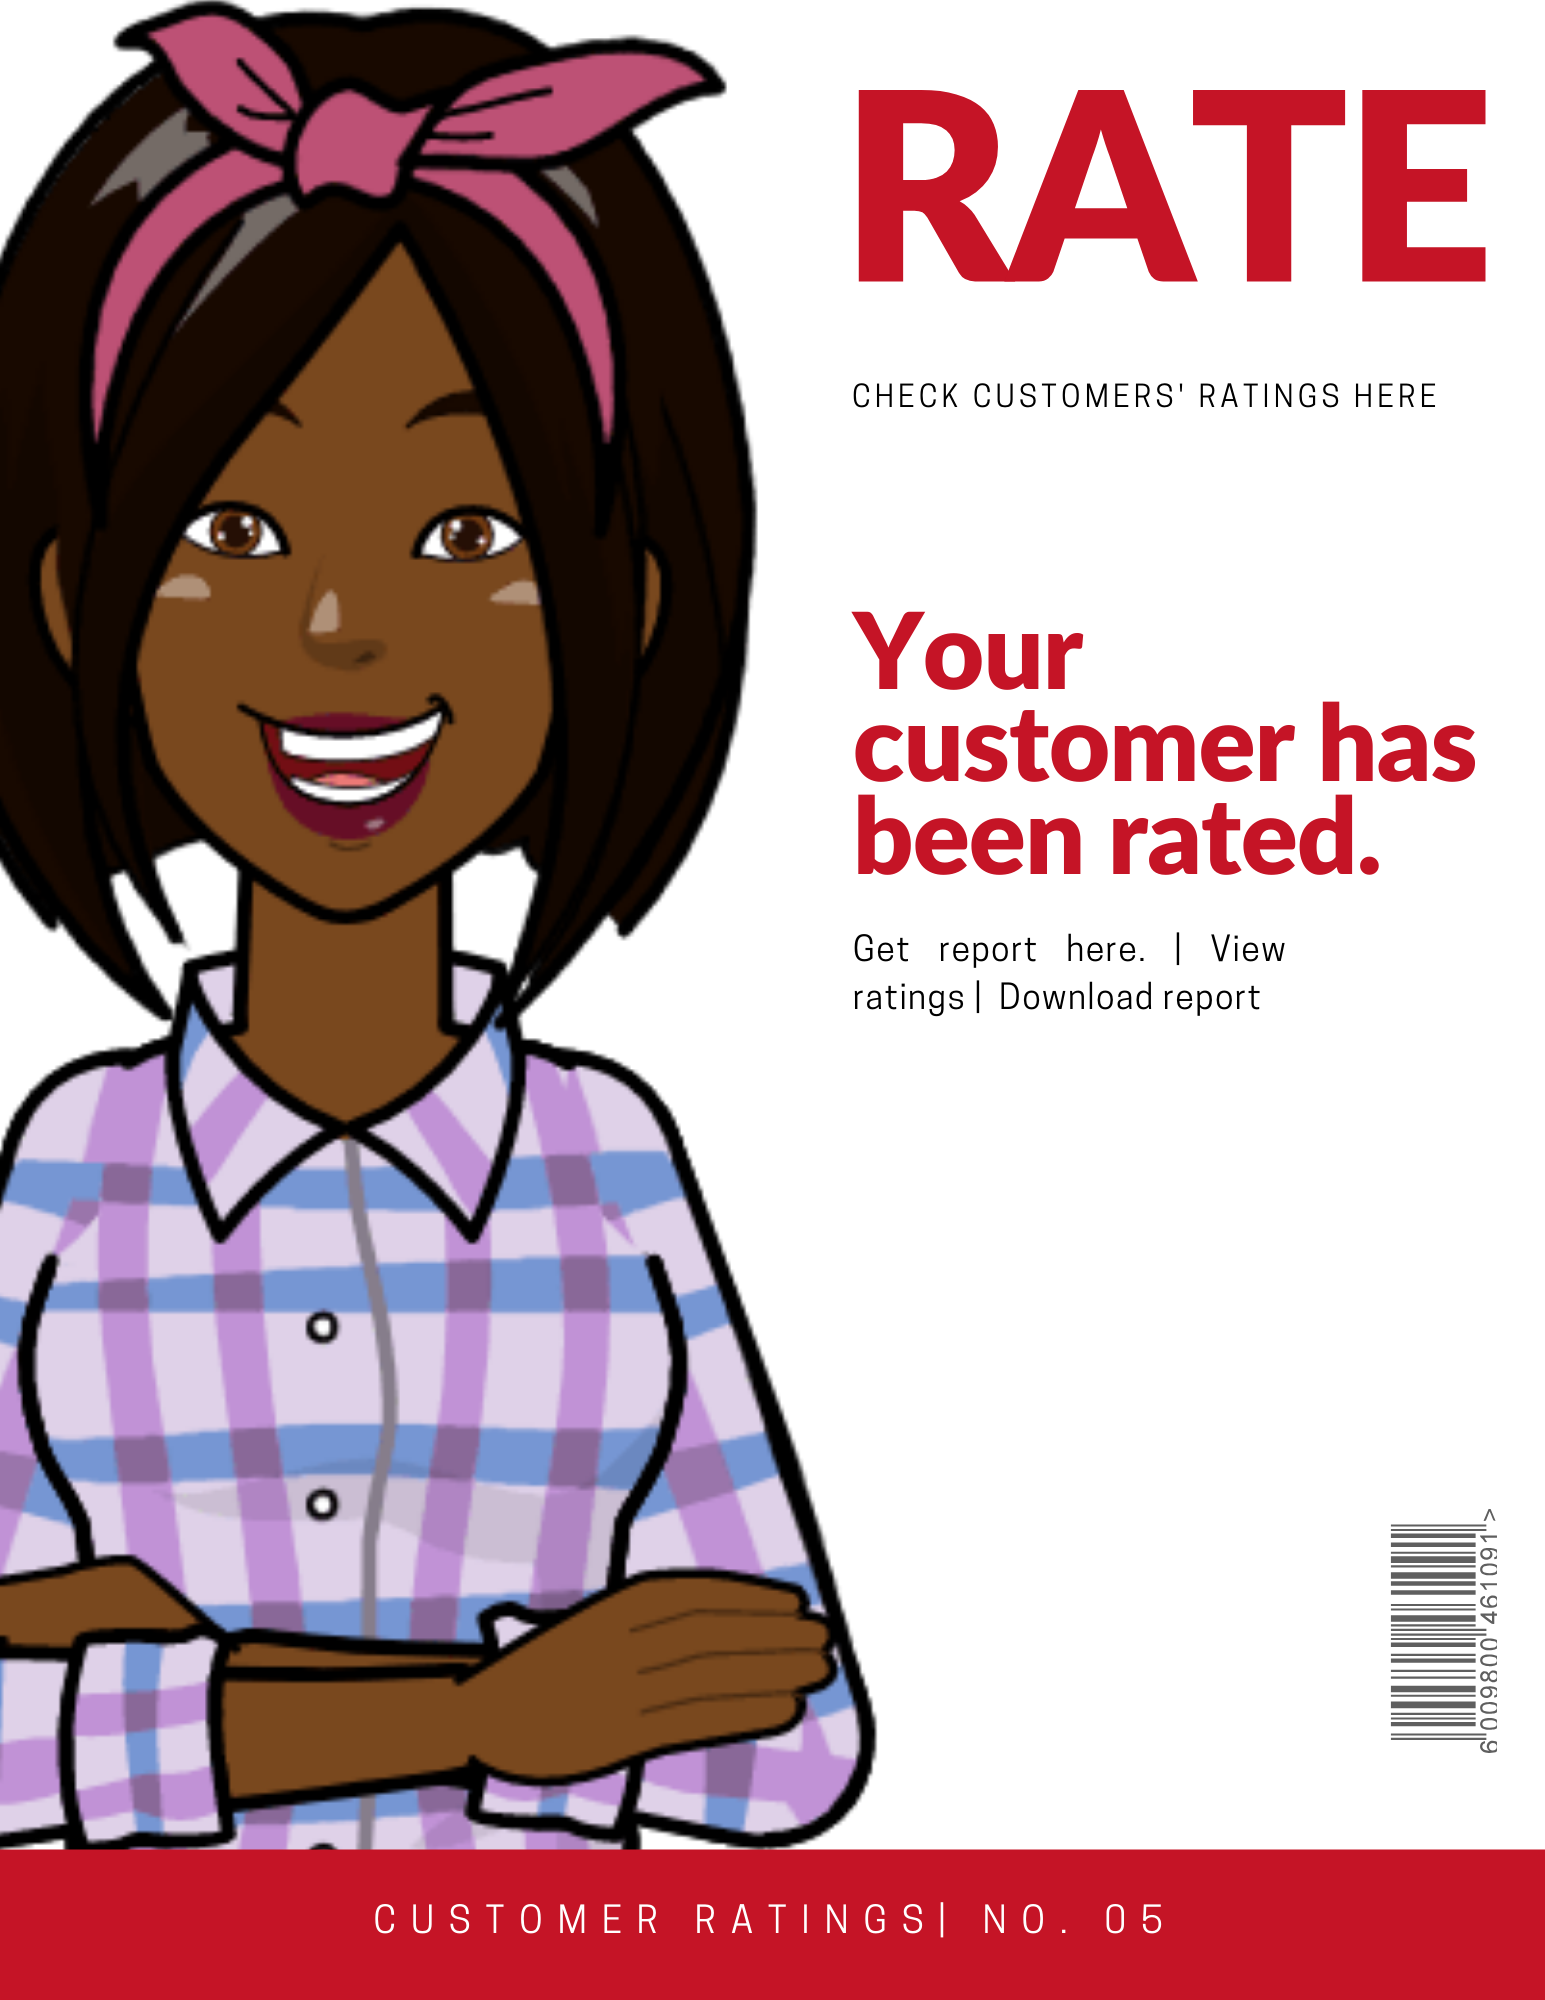 RATE
CHECK CUSTOMERS' RATINGS HERE
Your
customer has
been rated.
Get report here. | View
ratings | Download report
6 009800 461091 >
CUSTOMER RATINGS| NO. 05